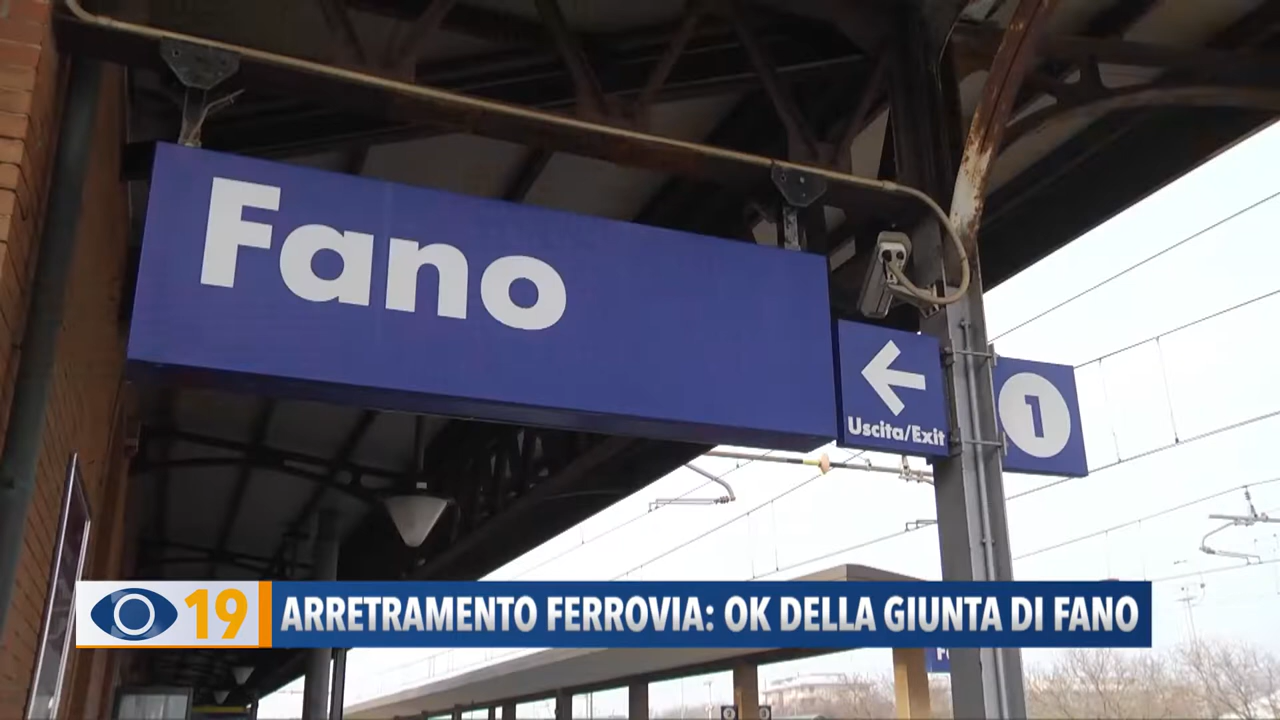 Fano
Uscita/Exit
1
19
ARRETRAMENTO FERROVIA: OK DELLA GIUNTA DI FANO